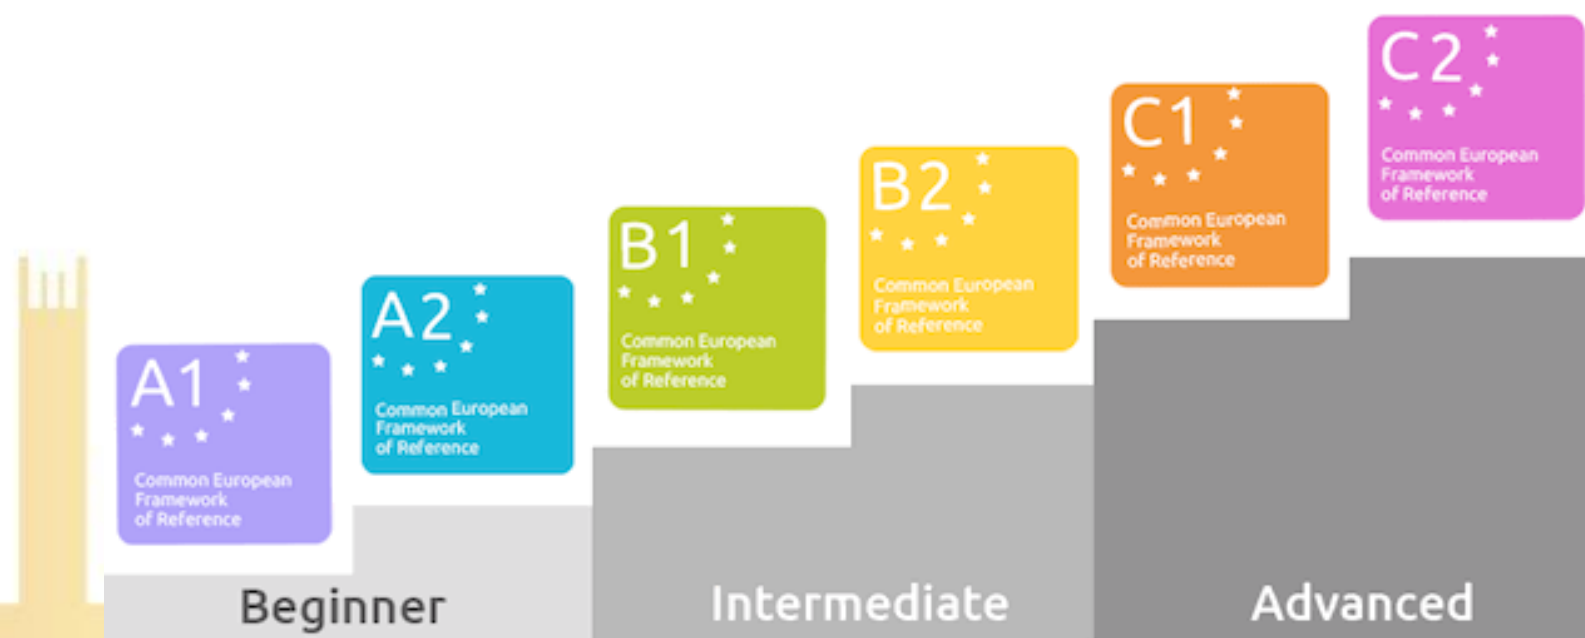 A1
Common European
Framework
of Reference
A2
Common European
Framework
of Reference
B1
Common European
Framework
of Reference
B2
Common European
Framework
of Reference
C1
Common European
Framework
of Reference
C2
Common European
Framework
of Reference
Beginner
Intermediate
Advanced